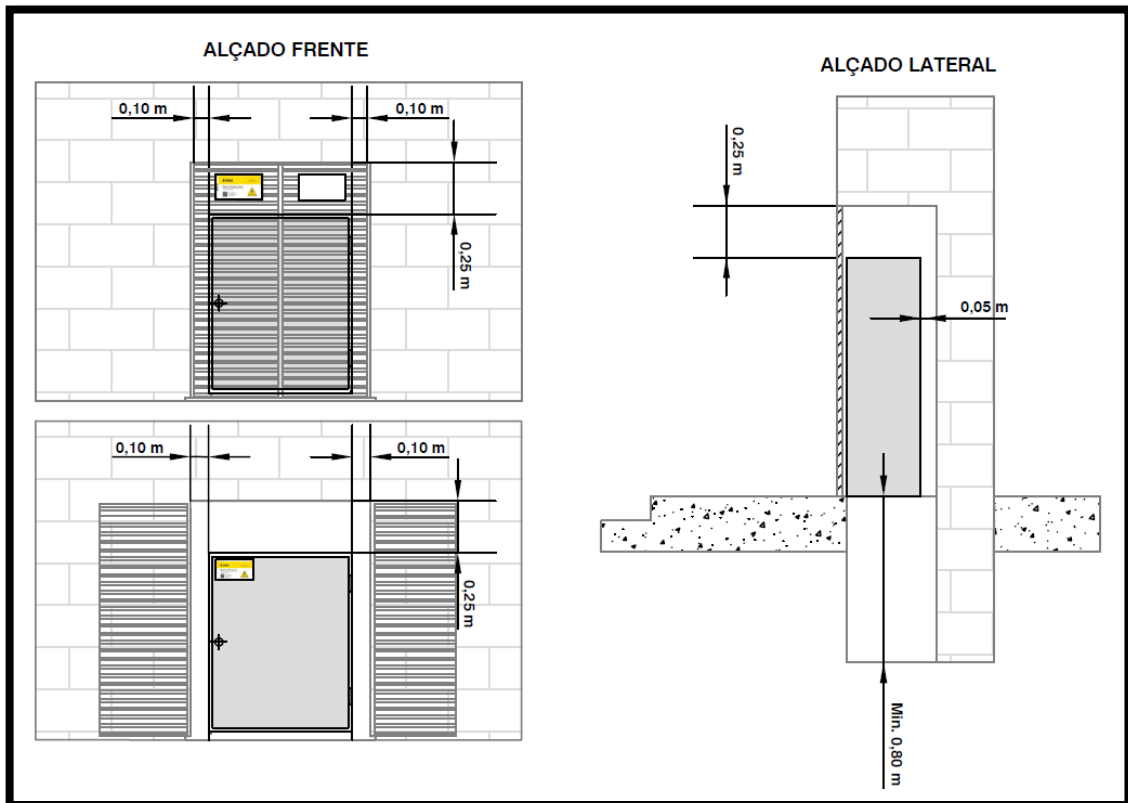 ALÇADO FRENTE
0,10 m
0,10 m
0,25 m
0,10 m
0,10 m
0,25 m
ALÇADO LATERAL
0,25 m
0,05 m
Min. 0,80 m